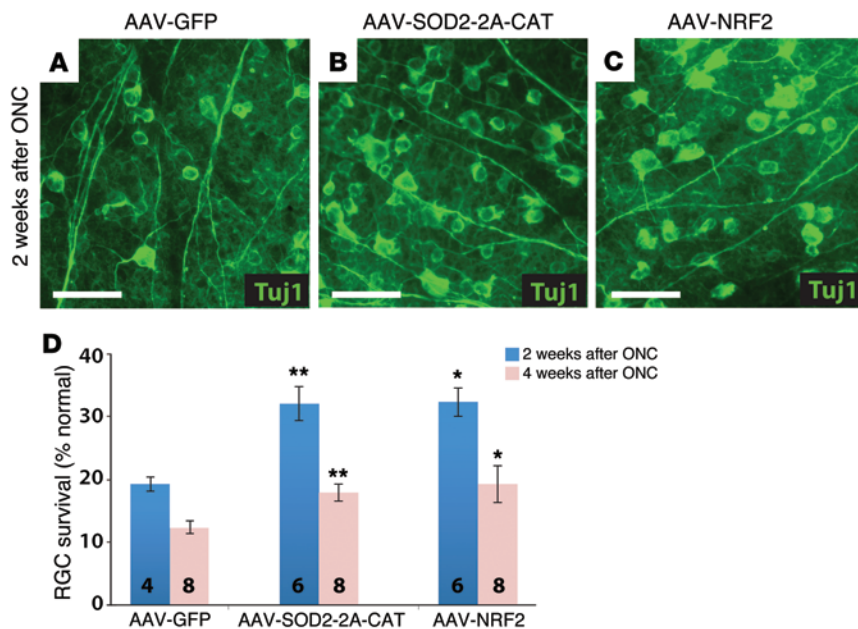 AAV-GFP AAV-SOD2-2A-CAT AAV-NRF2
2 weeks after ONC
A B C
Tuj1 Tuj1 Tuj1
D
2 weeks after ONC
4 weeks after ONC
RGC survival (% normal)
40
30
20
10
0
** ** * *
4 8 6 8 6 8
AAV-GFP AAV-SOD2-2A-CAT AAV-NRF2